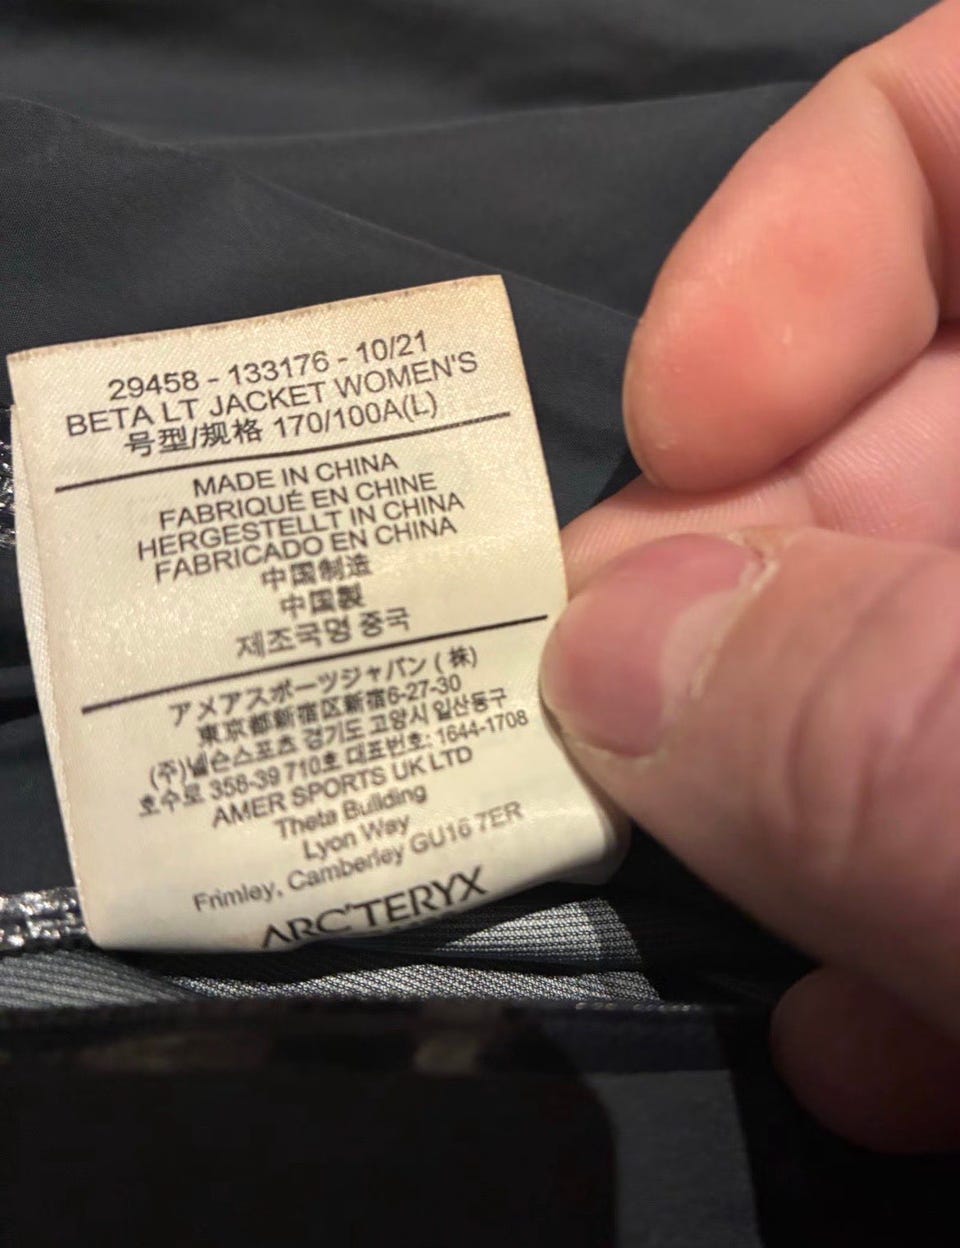 29458 - 133176 - 10/21
BETA LT JACKET WOMEN'S
号型/规格 170/100A(L)
MADE IN CHINA
FABRIQUÉ EN CHINE
HERGESTELLT IN CHINA
FABRICADO EN CHINA
中国制造
中国製
제조국명 중국
アメアスポーツジャパン (株)
東京都新宿区新宿6-27-30
(주)넬슨스포츠 경기도 고양시 일산동구
호수로 358-39 710호 대표번호: 1644-1708
AMER SPORTS UK LTD
Theta Building
Lyon Way
Frimley, Camberley GU16 7ER
ARC'TERYX